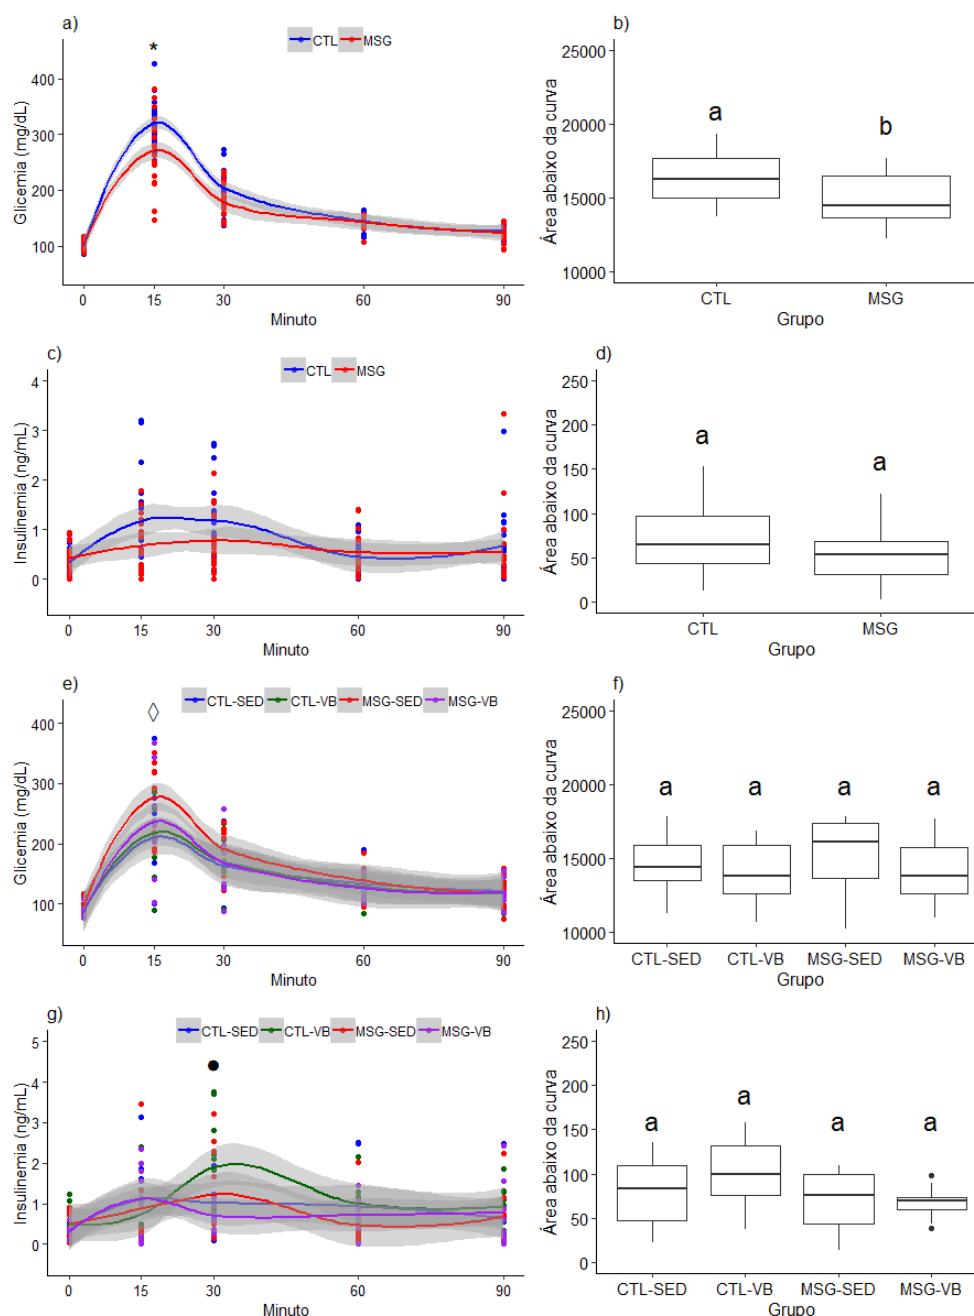 a)
CTL MSG
*
Glicemia (mg/dL)
400
300
200
100
0 15 30 60 90
Minuto
b)
Área abaixo da curva
25000
20000
15000
10000
a
b
CTL MSG
Grupo
c)
CTL MSG
Insulinemia (ng/mL)
4
3
2
1
0
0 15 30 60 90
Minuto
d)
Área abaixo da curva
250
200
150
100
50
0
a
a
CTL MSG
Grupo
e)
CTL-SED CTL-VB MSG-SED MSG-VB
◊
Glicemia (mg/dL)
400
300
200
100
0 15 30 60 90
Minuto
f)
Área abaixo da curva
25000
20000
15000
10000
a a a a
CTL-SED CTL-VB MSG-SED MSG-VB
Grupo
g)
CTL-SED CTL-VB MSG-SED MSG-VB
●
Insulinemia (ng/mL)
5
4
3
2
1
0
0 15 30 60 90
Minuto
h)
Área abaixo da curva
250
200
150
100
50
0
a a a a
CTL-SED CTL-VB MSG-SED MSG-VB
Grupo